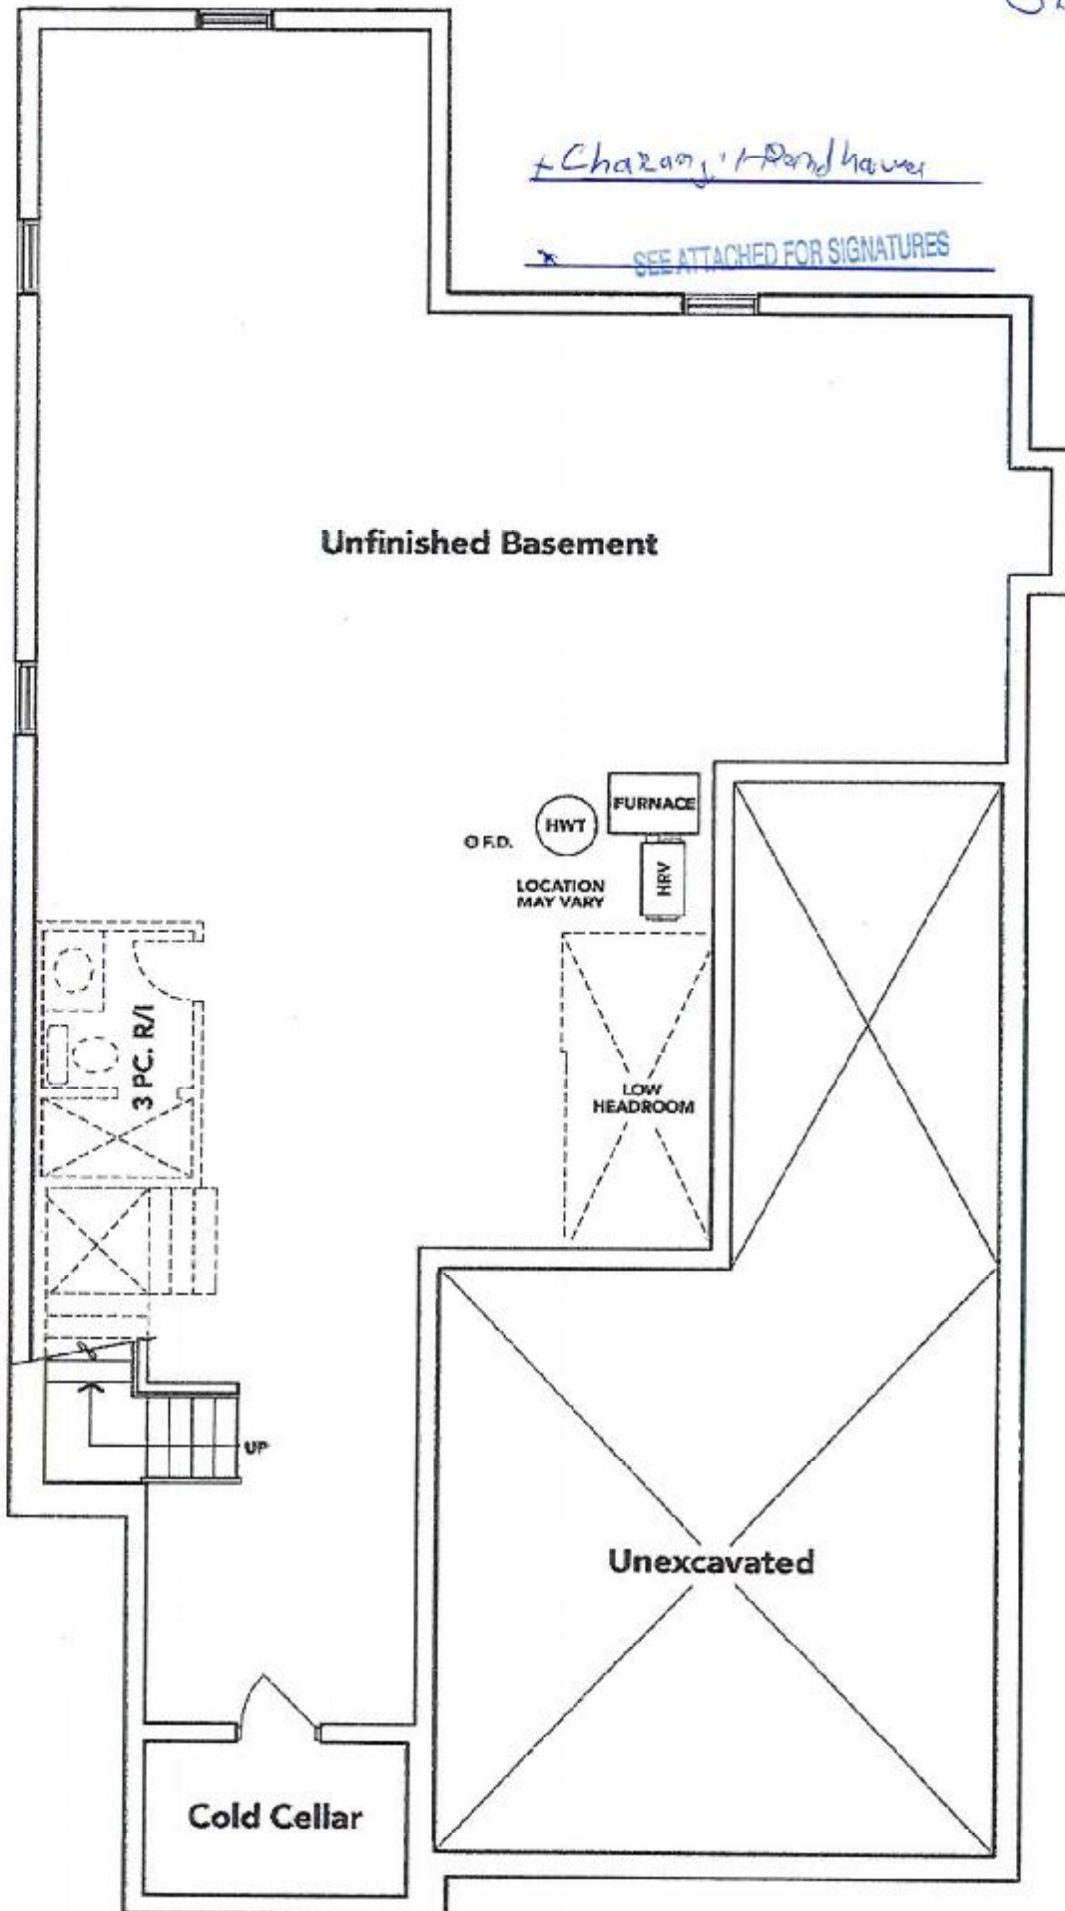 SEE ATTACHED FOR SIGNATURES
Unfinished Basement
FURNACE
HWT
F.D.
HRV
LOCATION
MAY VARY
3 PC. R/I
LOW
HEADROOM
UP
Unexcavated
Cold Cellar